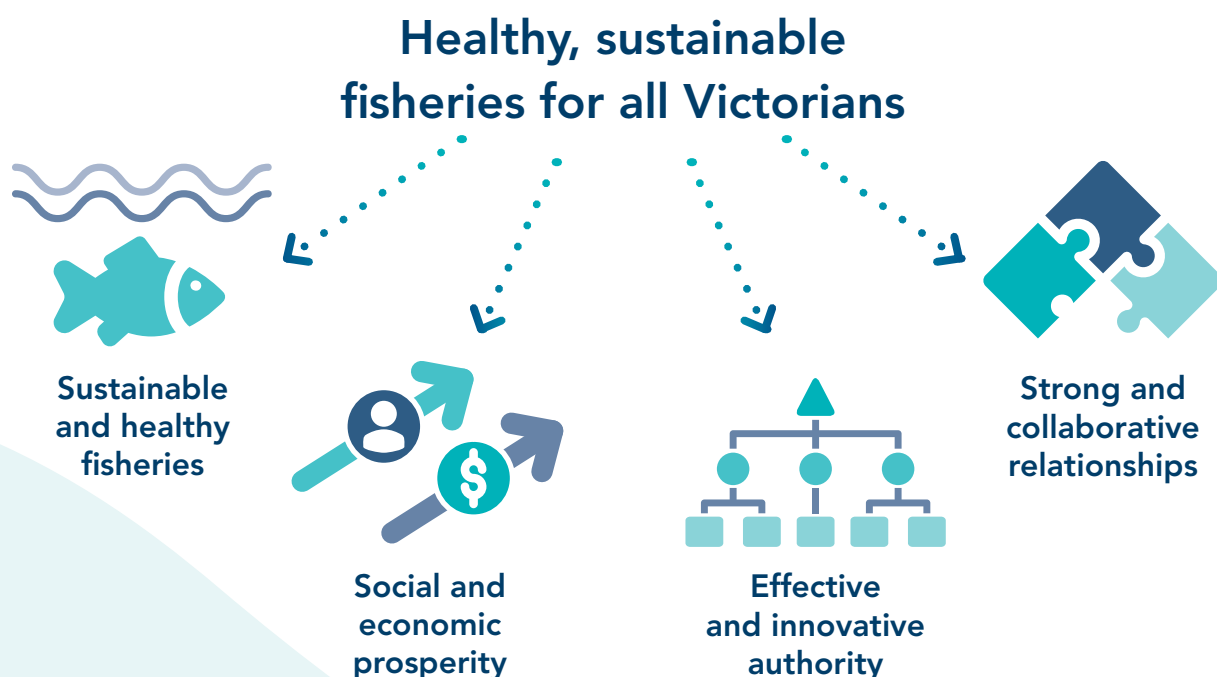 Healthy, sustainable
fisheries for all Victorians
Sustainable
and healthy
fisheries
$
Social and
economic
prosperity
Effective
and innovative
authority
Strong and
collaborative
relationships